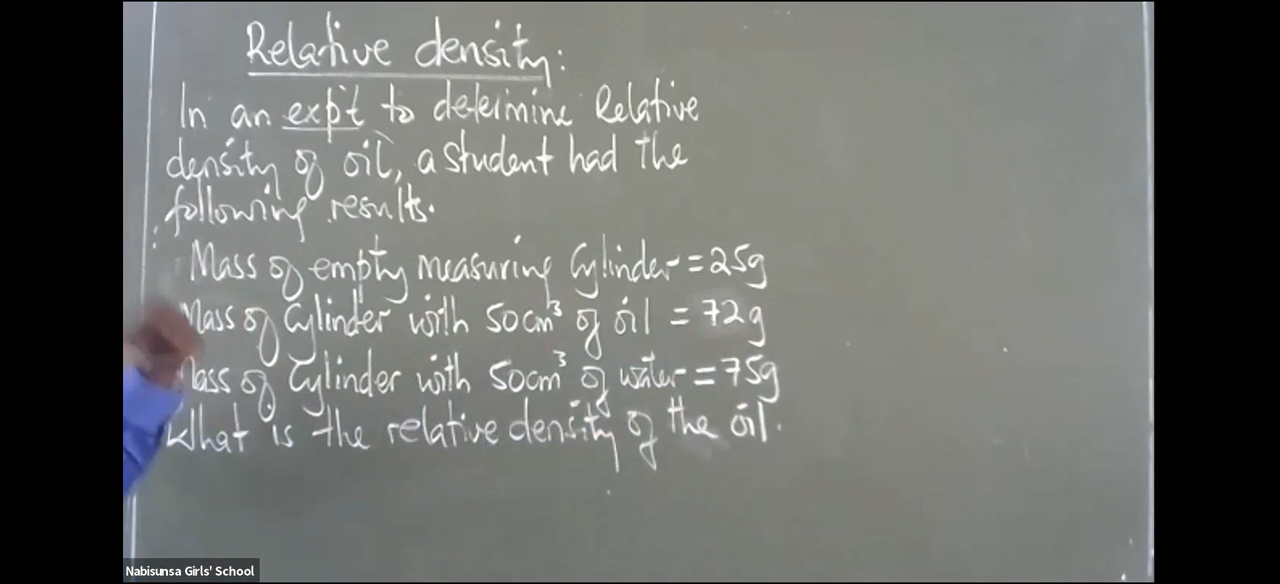 Relative density:
In an exp't to determine Relative
density of oil, a student had the
following results.
Mass of empty measuring Cylinder = 25g
Mass of Cylinder with 50cm³ of oil = 72g
Mass of Cylinder with 50cm³ of water = 75g
What is the relative density of the oil.
Nabisunsa Girls' School